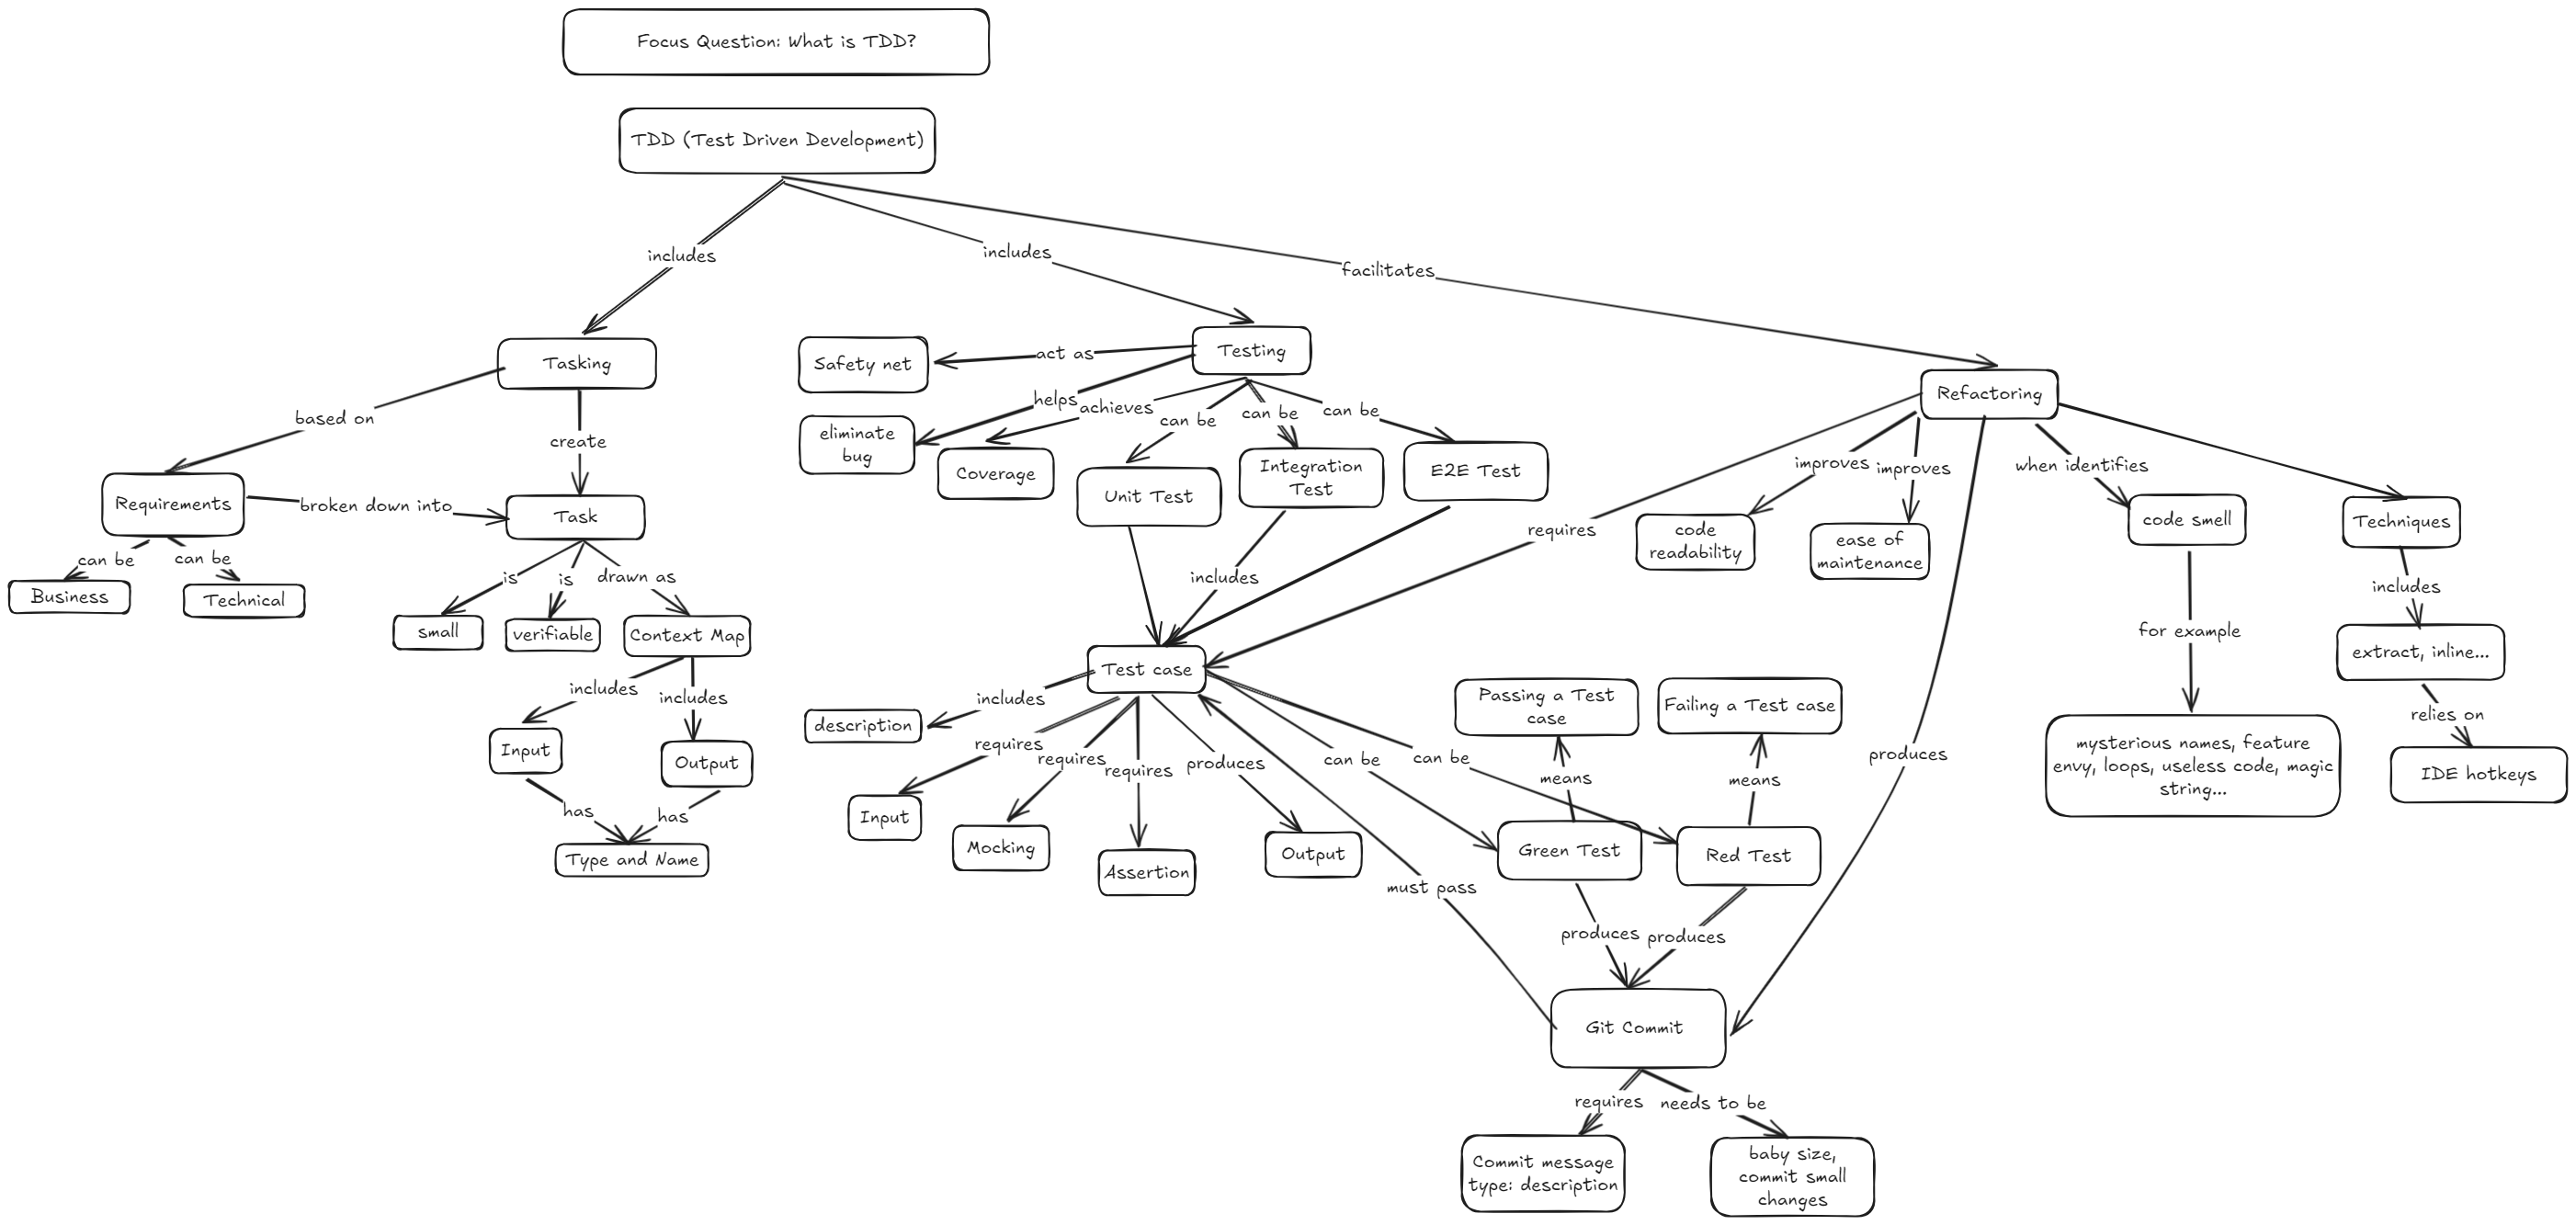 Focus Question: What is TDD?
TDD (Test Driven Development)
includes
includes
facilitates
Tasking
Safety net
act as
Testing
Refactoring
based on
create
helps
achieves
can be
can be
can be
eliminate
bug
Coverage
Unit Test
Integration
Test
E2E Test
requires
improves
improves
when identifies
code
readability
ease of
maintenance
code smell
Techniques
Requirements
broken down into
Task
can be
can be
Business
Technical
is
is
drawn as
small
verifiable
Context Map
includes
includes
Input
Output
has
has
Type and Name
includes
Test case
includes
description
requires
requires
requires
produces
can be
can be
Input
Mocking
Assertion
Output
Passing a Test
case
Failing a Test case
means
means
Green Test
Red Test
must pass
produces
produces
produces
Git Commit
requires
needs to be
Commit message
type: description
baby size,
commit small
changes
for example
mysterious names, feature
envy, loops, useless code, magic
string...
includes
extract, inline...
relies on
IDE hotkeys